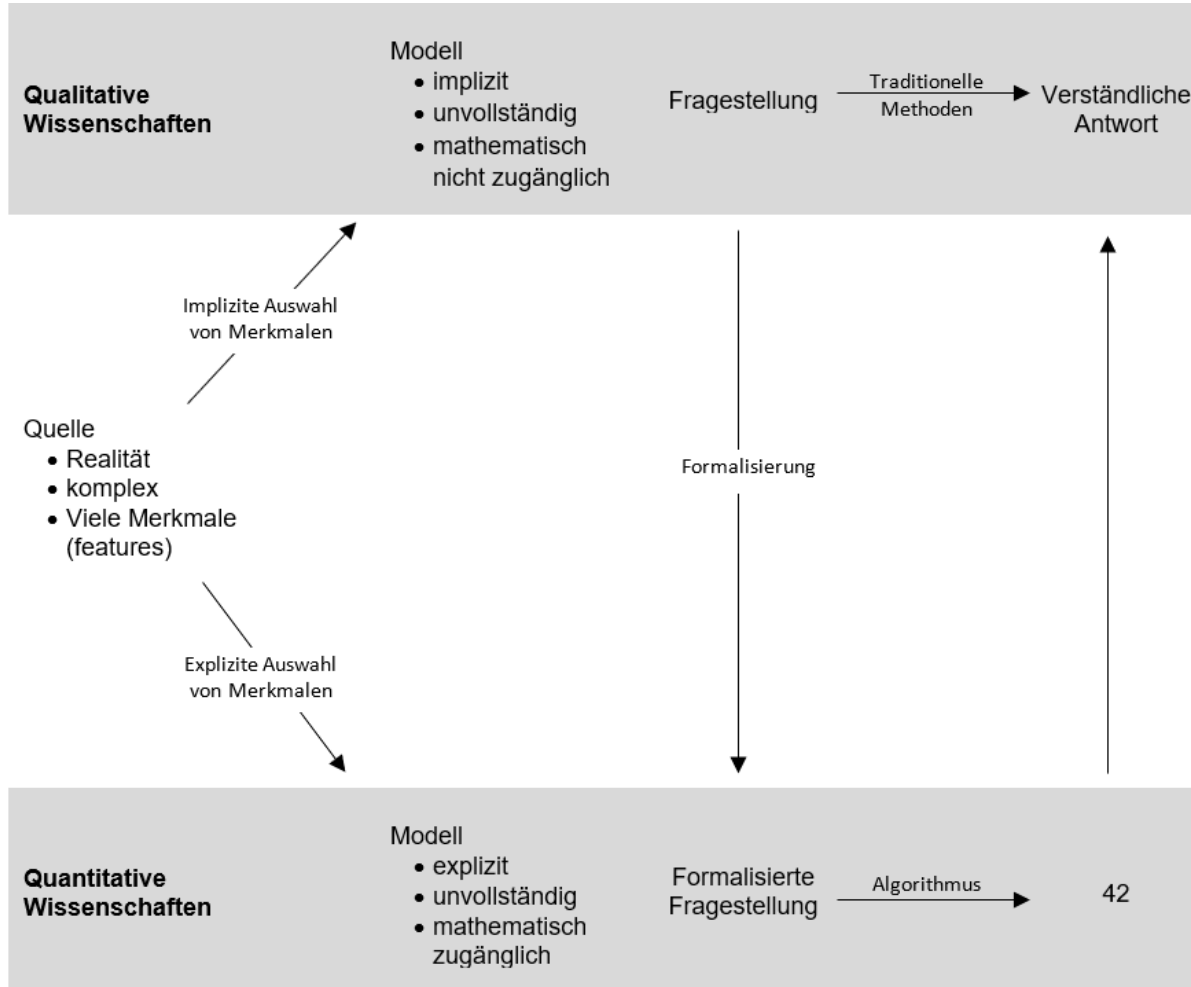 Modell
• implizit
• unvollständig
• mathematisch
nicht zugänglich
Qualitative
Wissenschaften
Fragestellung
Traditionelle
Methoden
Verständliche
Antwort
Implizite Auswahl
von Merkmalen
Quelle
• Realität
• komplex
• Viele Merkmale
(features)
Formalisierung
Explizite Auswahl
von Merkmalen
Modell
• explizit
• unvollständig
• mathematisch
zugänglich
Quantitative
Wissenschaften
Formalisierte
Fragestellung
Algorithmus
42